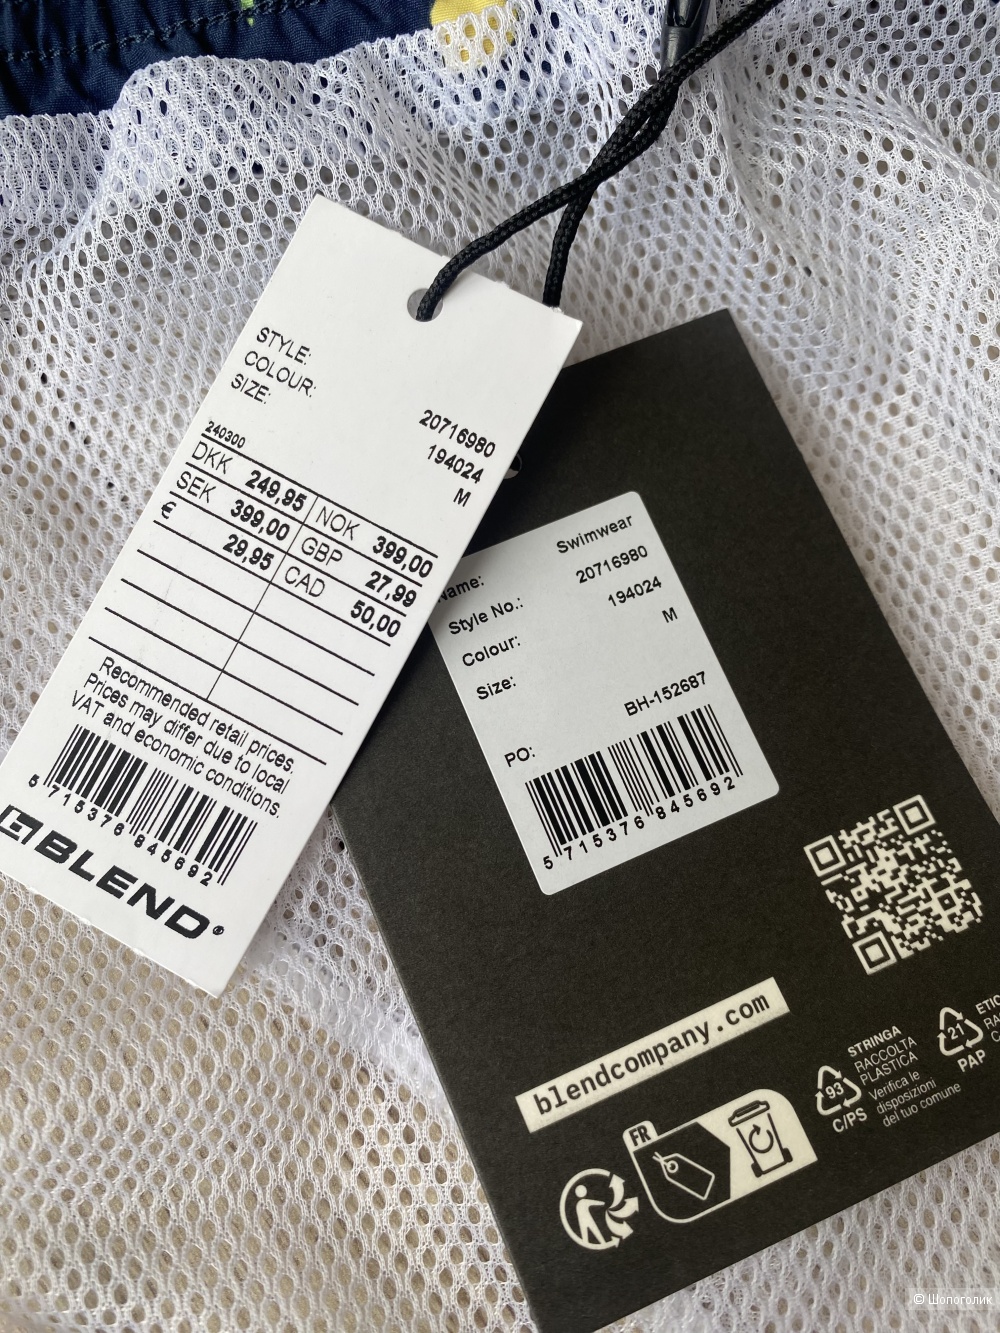 STYLE:
COLOUR:
SIZE:
20716980
194024
M
240300
DKK 249,95 NOK 399,00
SEK 399,00 GBP 27,99
€ 29,95 CAD 50,00
Recommended retail prices.
Prices may differ due to local
VAT and economic conditions.
5 715376 845692
BLEND®
Name: Swimwear
Style No.: 20716980
Colour: 194024
Size: M
PO: BH-152687
5 715376 845692
blendcompany.com
FR
STRINGA
RACCOLTA
PLASTICA
Verifica le
disposizioni
del tuo comune
93
C/PS
21
PAP
© Шопоголик